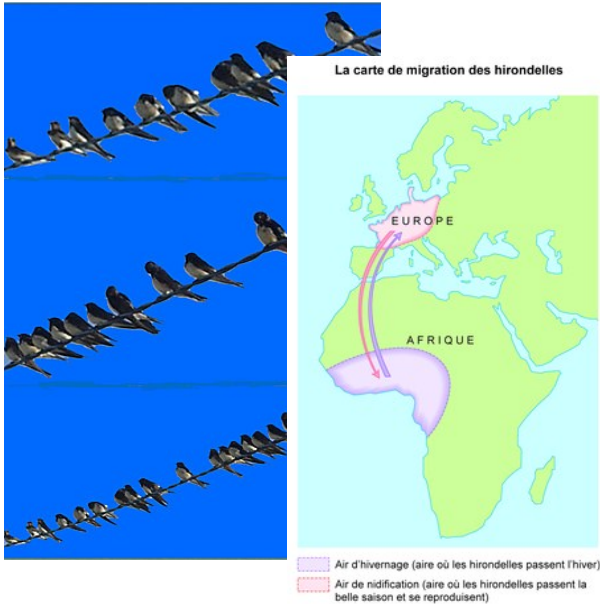 La carte de migration des hirondelles
EUROPE
AFRIQUE
Air d'hivernage (aire où les hirondelles passent l'hiver)
Air de nidification (aire où les hirondelles passent la
belle saison et se reproduisent)